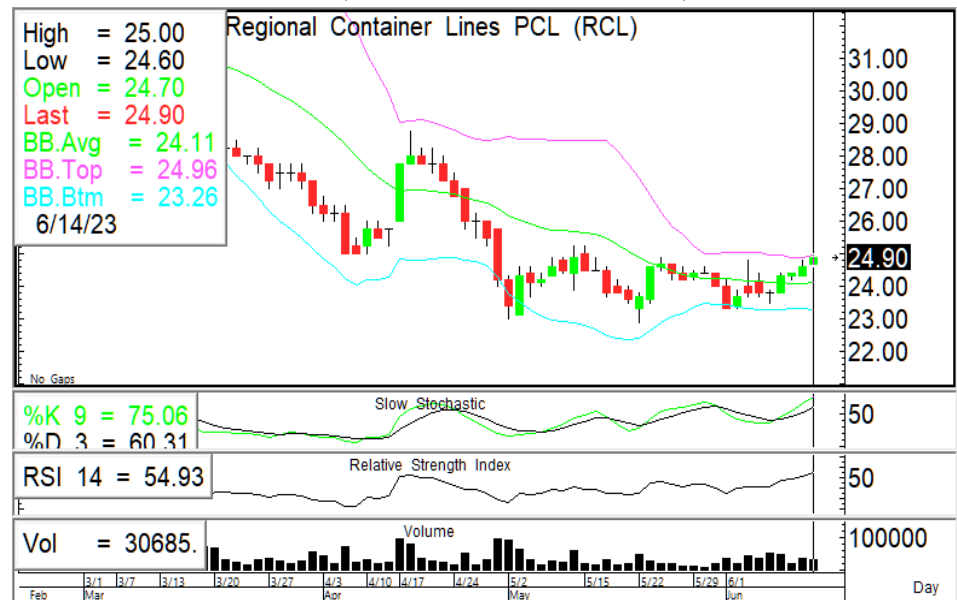 Regional Container Lines PCL (RCL)
High = 25.00
Low = 24.60
Open = 24.70
Last = 24.90
BB.Avg = 24.11
BB.Top = 24.96
BB.Btm = 23.26
6/14/23
31.00
30.00
29.00
28.00
27.00
26.00
24.90
24.00
23.00
22.00
No Gaps
Slow Stochastic
%K 9 = 75.06
%D 3 = 60.31
50
Relative Strength Index
RSI 14 = 54.93
50
Volume
Vol = 30685.
100000
3/1 3/7 3/13 3/20 3/27 4/3 4/10 4/17 4/24 5/2 5/15 5/22 5/29 6/1
Feb Mar Apr May Jun
Day